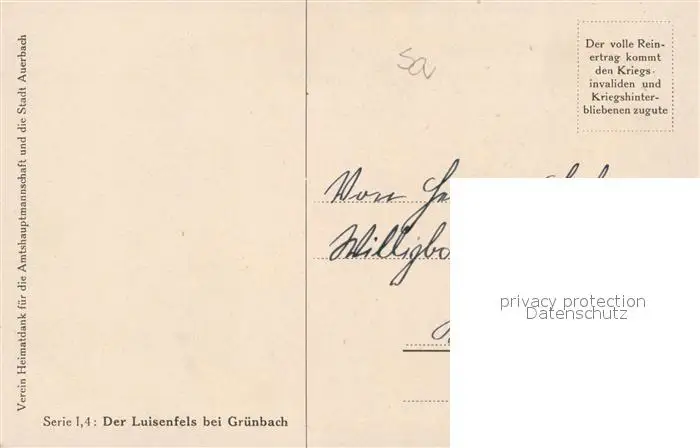 Verein Heimatdank für die Amtshauptmannschaft und die Stadt Auerbach
Serie I,4: Der Luisenfels bei Grünbach
Der volle Rein-
ertrag kommt
den Kriegs-
invaliden und
Kriegshinter-
bliebenen zugute
Von
privacy protection
Datenschutz